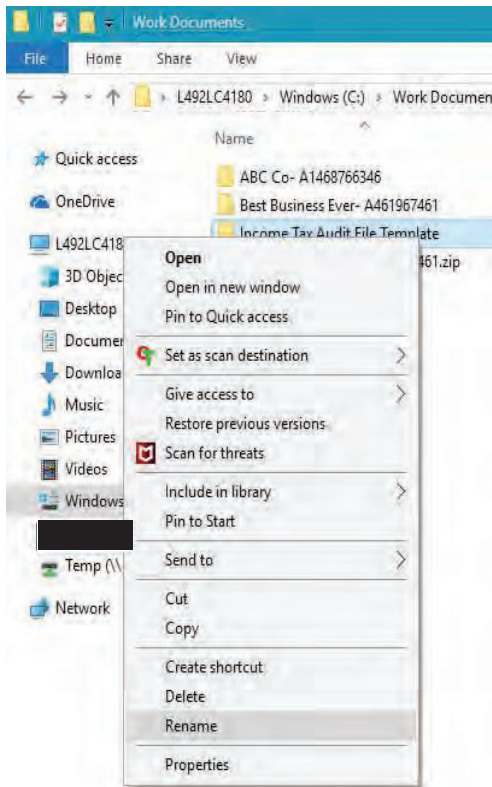 Work Documents
File Home Share View
L492LC4180 > Windows (C:) > Work Documen
Name
Quick access
OneDrive
L492LC418
3D Objec
Desktop
Documer
Downloa
Music
Pictures
Videos
Windows
Temp (\\
Network
ABC Co- A1468766346
Best Business Ever- A461967461
Income Tax Audit File Template
461.zip
Open
Open in new window
Pin to Quick access
Set as scan destination
Give access to
Restore previous versions
Scan for threats
Include in library
Pin to Start
Send to
Cut
Copy
Create shortcut
Delete
Rename
Properties